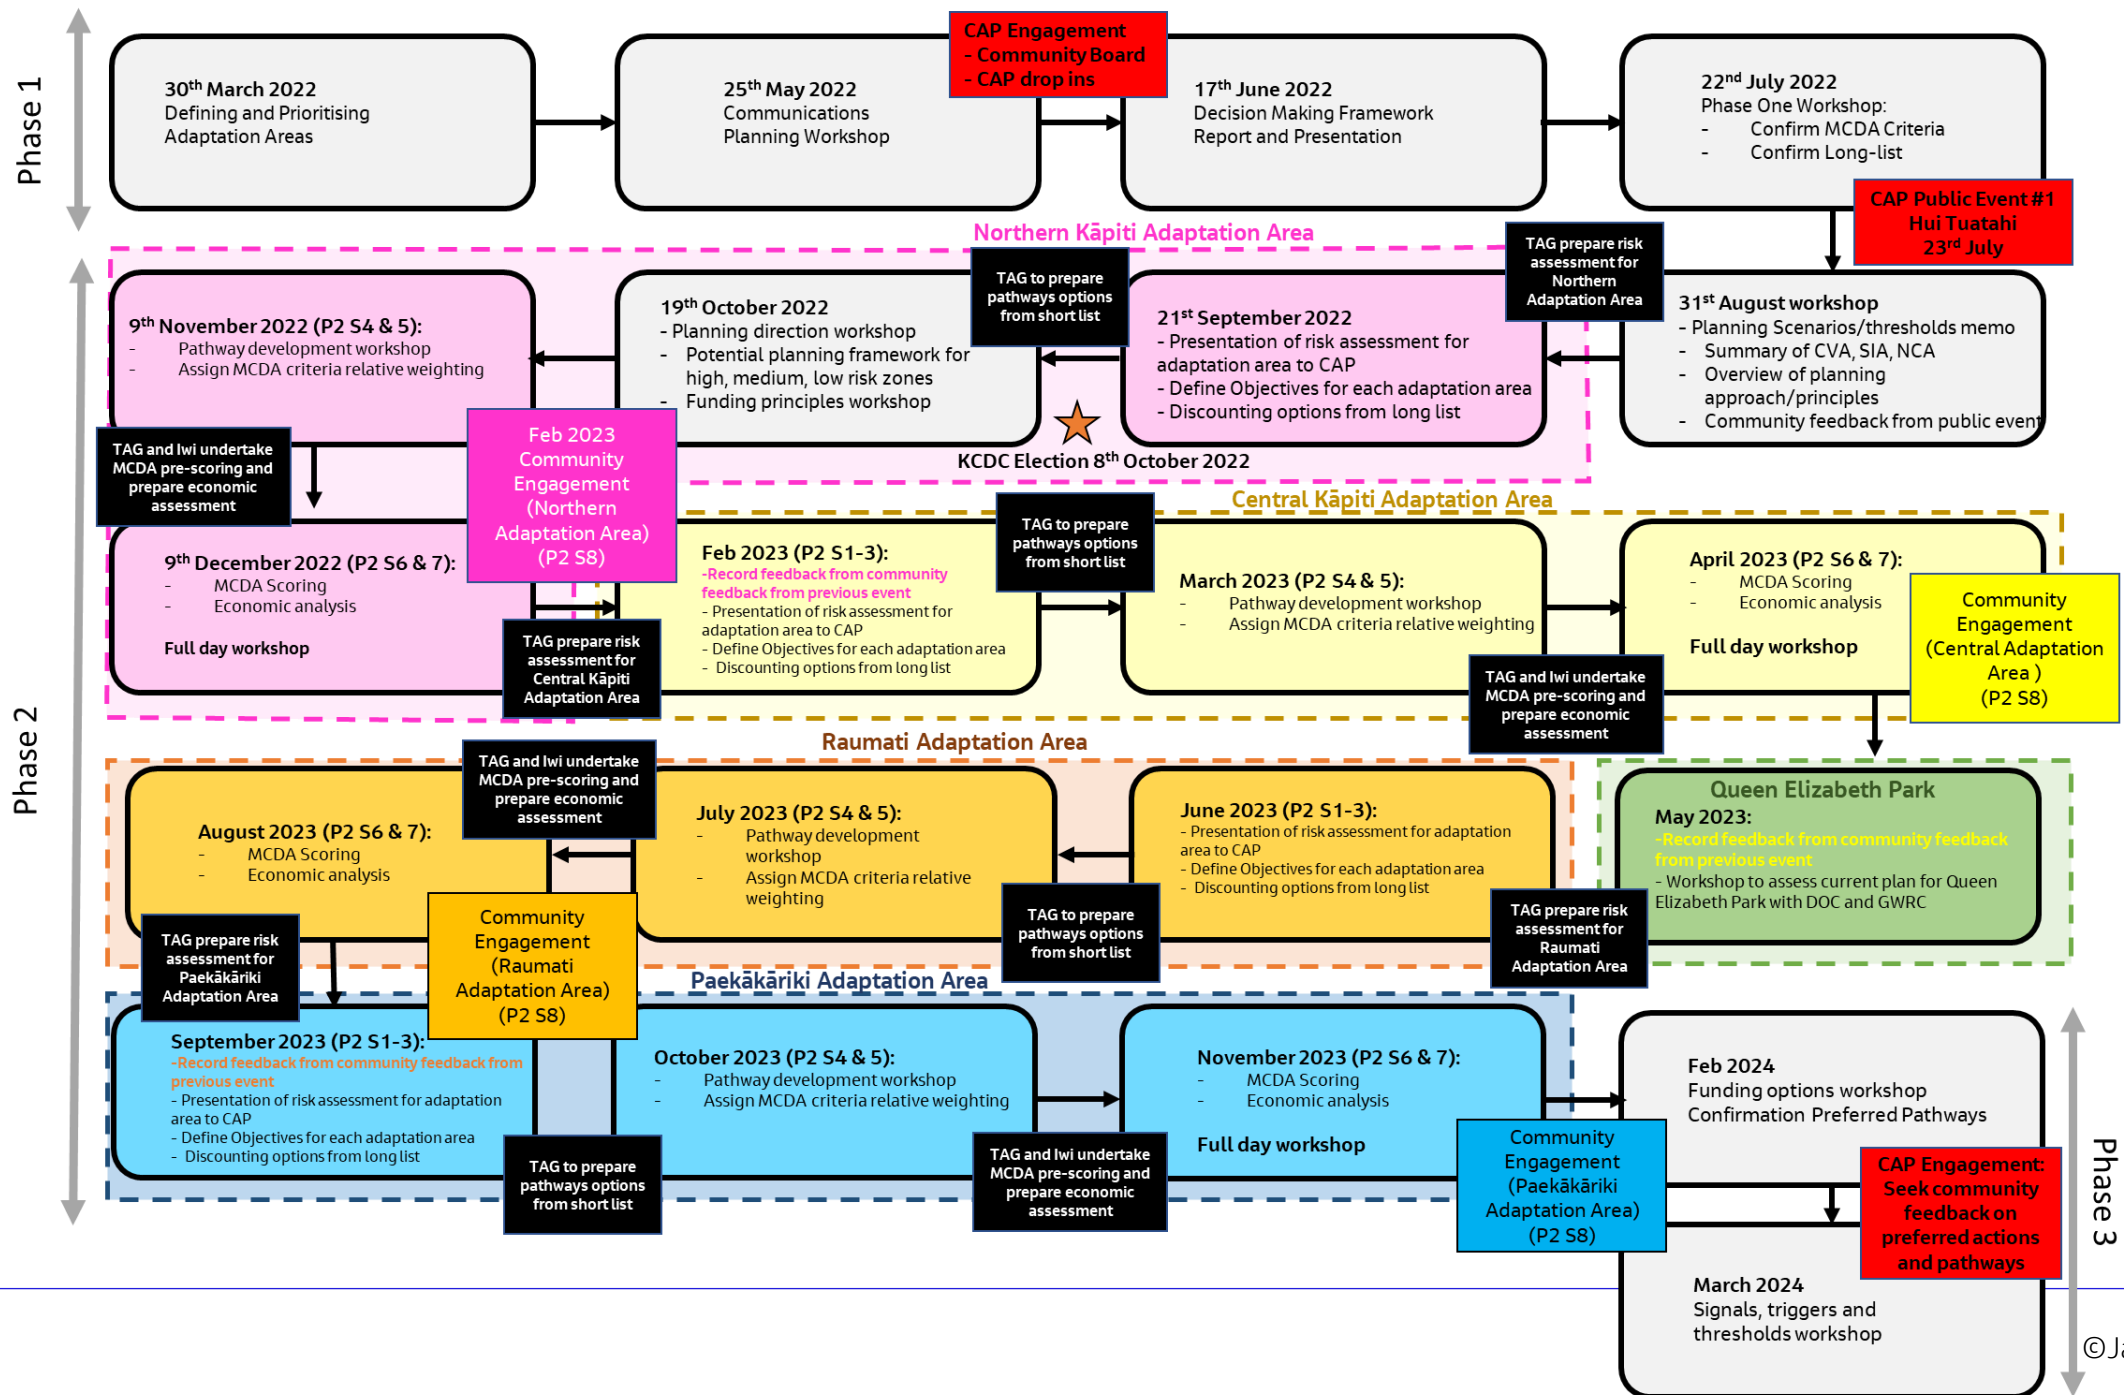 Phase 1
30th March 2022
Defining and Prioritising
Adaptation Areas
25th May 2022
Communications
Planning Workshop
CAP Engagement
- Community Board
- CAP drop ins
17th June 2022
Decision Making Framework
Report and Presentation
22nd July 2022
Phase One Workshop:
- Confirm MCDA Criteria
- Confirm Long-list
CAP Public Event #1
Hui Tuatahi
23rd July
Phase 2
Northern Kāpiti Adaptation Area
31st August workshop
- Planning Scenarios/thresholds memo
- Summary of CVA, SIA, NCA
- Overview of planning
approach/principles
- Community feedback from public event
TAG prepare risk
assessment for
Northern
Adaptation Area
21st September 2022
- Presentation of risk assessment for
adaptation area to CAP
- Define Objectives for each adaptation area
- Discounting options from long list
TAG to prepare
pathways options
from short list
KCDC Election 8th October 2022
19th October 2022
- Planning direction workshop
- Potential planning framework for
high, medium, low risk zones
- Funding principles workshop
9th November 2022 (P2 S4 & 5):
- Pathway development workshop
- Assign MCDA criteria relative weighting
TAG and Iwi undertake
MCDA pre-scoring and
prepare economic
assessment
9th December 2022 (P2 S6 & 7):
- MCDA Scoring
- Economic analysis
Full day workshop
Feb 2023
Community
Engagement
(Northern
Adaptation Area)
(P2 S8)
TAG prepare risk
assessment for
Central Kāpiti
Adaptation Area
Central Kāpiti Adaptation Area
Feb 2023 (P2 S1-3):
-Record feedback from community
feedback from previous event
- Presentation of risk assessment for
adaptation area to CAP
- Define Objectives for each adaptation area
- Discounting options from long list
TAG to prepare
pathways options
from short list
March 2023 (P2 S4 & 5):
- Pathway development workshop
- Assign MCDA criteria relative weighting
TAG and Iwi undertake
MCDA pre-scoring and
prepare economic
assessment
April 2023 (P2 S6 & 7):
- MCDA Scoring
- Economic analysis
Full day workshop
Community
Engagement
(Central Adaptation
Area )
(P2 S8)
Queen Elizabeth Park
May 2023:
-Record feedback from community feedback
from previous event
- Workshop to assess current plan for Queen
Elizabeth Park with DOC and GWRC
TAG prepare risk
assessment for
Raumati
Adaptation Area
Raumati Adaptation Area
June 2023 (P2 S1-3):
- Presentation of risk assessment for adaptation
area to CAP
- Define Objectives for each adaptation area
- Discounting options from long list
TAG to prepare
pathways options
from short list
July 2023 (P2 S4 & 5):
- Pathway development
workshop
- Assign MCDA criteria relative
weighting
TAG and Iwi undertake
MCDA pre-scoring and
prepare economic
assessment
August 2023 (P2 S6 & 7):
- MCDA Scoring
- Economic analysis
Community
Engagement
(Raumati
Adaptation Area)
(P2 S8)
TAG prepare risk
assessment for
Paekākāriki
Adaptation Area
Paekākāriki Adaptation Area
September 2023 (P2 S1-3):
-Record feedback from community feedback from
previous event
- Presentation of risk assessment for adaptation
area to CAP
- Define Objectives for each adaptation area
- Discounting options from long list
TAG to prepare
pathways options
from short list
October 2023 (P2 S4 & 5):
- Pathway development workshop
- Assign MCDA criteria relative weighting
TAG and Iwi undertake
MCDA pre-scoring and
prepare economic
assessment
November 2023 (P2 S6 & 7):
- MCDA Scoring
- Economic analysis
Full day workshop
Community
Engagement
(Paekākāriki
Adaptation Area)
(P2 S8)
Phase 3
Feb 2024
Funding options workshop
Confirmation Preferred Pathways
CAP Engagement:
Seek community
feedback on
preferred actions
and pathways
March 2024
Signals, triggers and
thresholds workshop
©Ja